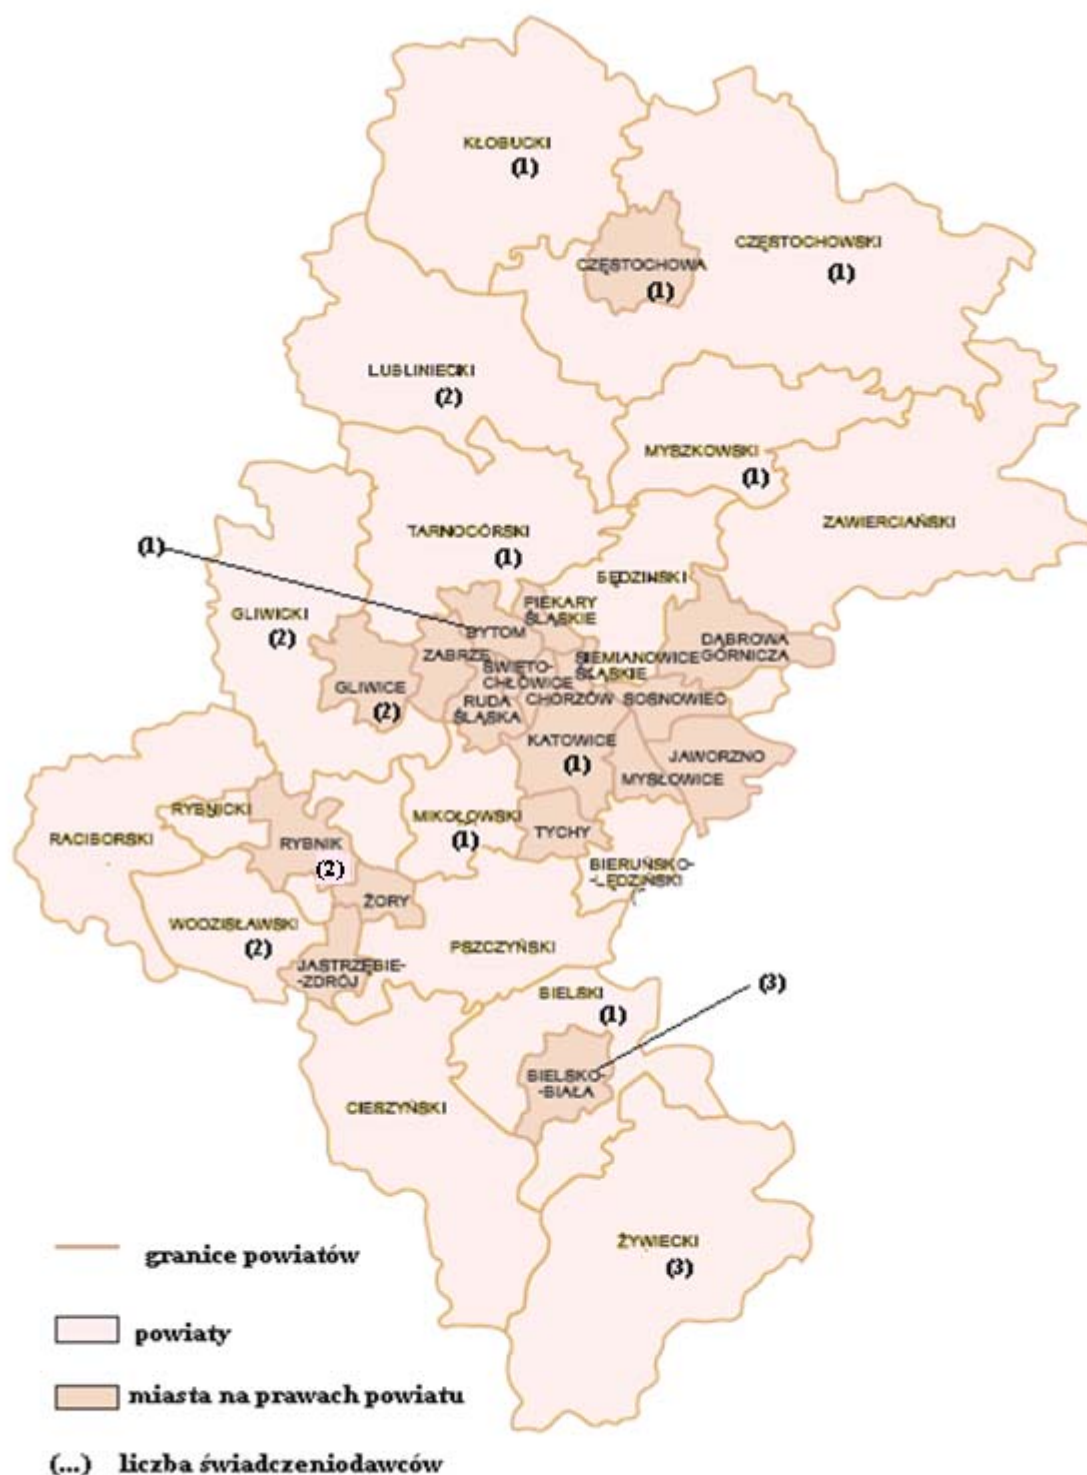 KŁOBUCKI
(1)
CZĘSTOCHOWSKI
(1)
CZĘSTOCHOWA
(1)
LUBLINIECKI
(2)
MYSZKOWSKI
(1)
ZAWIERCIAŃSKI
TARNOGÓRSKI
(1)
(1)
BĘDZIŃSKI
GLIWICKI
(2)
PIEKARY
ŚLĄSKIE
BYTOM
DĄBROWA
GÓRNICZA
ZABRZE
SIEMIANOWICE
ŚLĄSKIE
ŚWIĘTO-
CHŁOWICE
GLIWICE
(2)
RUDA
ŚLĄSKA
CHORZÓW
SOSNOWIEC
KATOWICE
(1)
JAWORZNO
MYSŁOWICE
RYBNICKI
MIKOŁOWSKI
(1)
TYCHY
RACIBORSKI
RYBNIK
(2)
BIERUŃSKO-
-LĘDZIŃSKI
ŻORY
WODZISŁAWSKI
(2)
PSZCZYŃSKI
JASTRZĘBIE-
-ZDRÓJ
BIELSKI
(1)
(3)
BIELSKO-
-BIAŁA
CIESZYŃSKI
ŻYWIECKI
(3)
granice powiatów
powiaty
miasta na prawach powiatu
(...) liczba świadczeniodawców